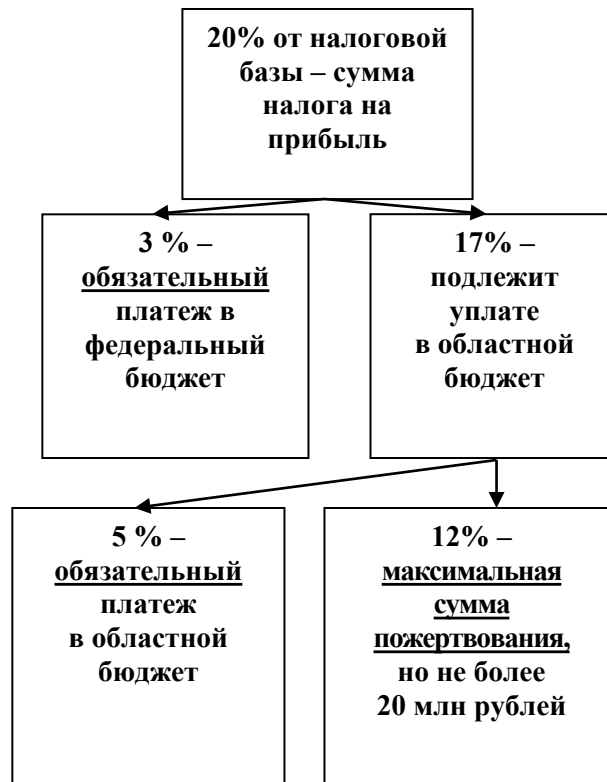 20% от налоговой
базы – сумма
налога на
прибыль
3 % –
обязательный
платеж в
федеральный
бюджет
17% –
подлежит
уплате
в областной
бюджет
5 % –
обязательный
платеж
в областной
бюджет
12% –
максимальная
сумма
пожертвования,
но не более
20 млн рублей